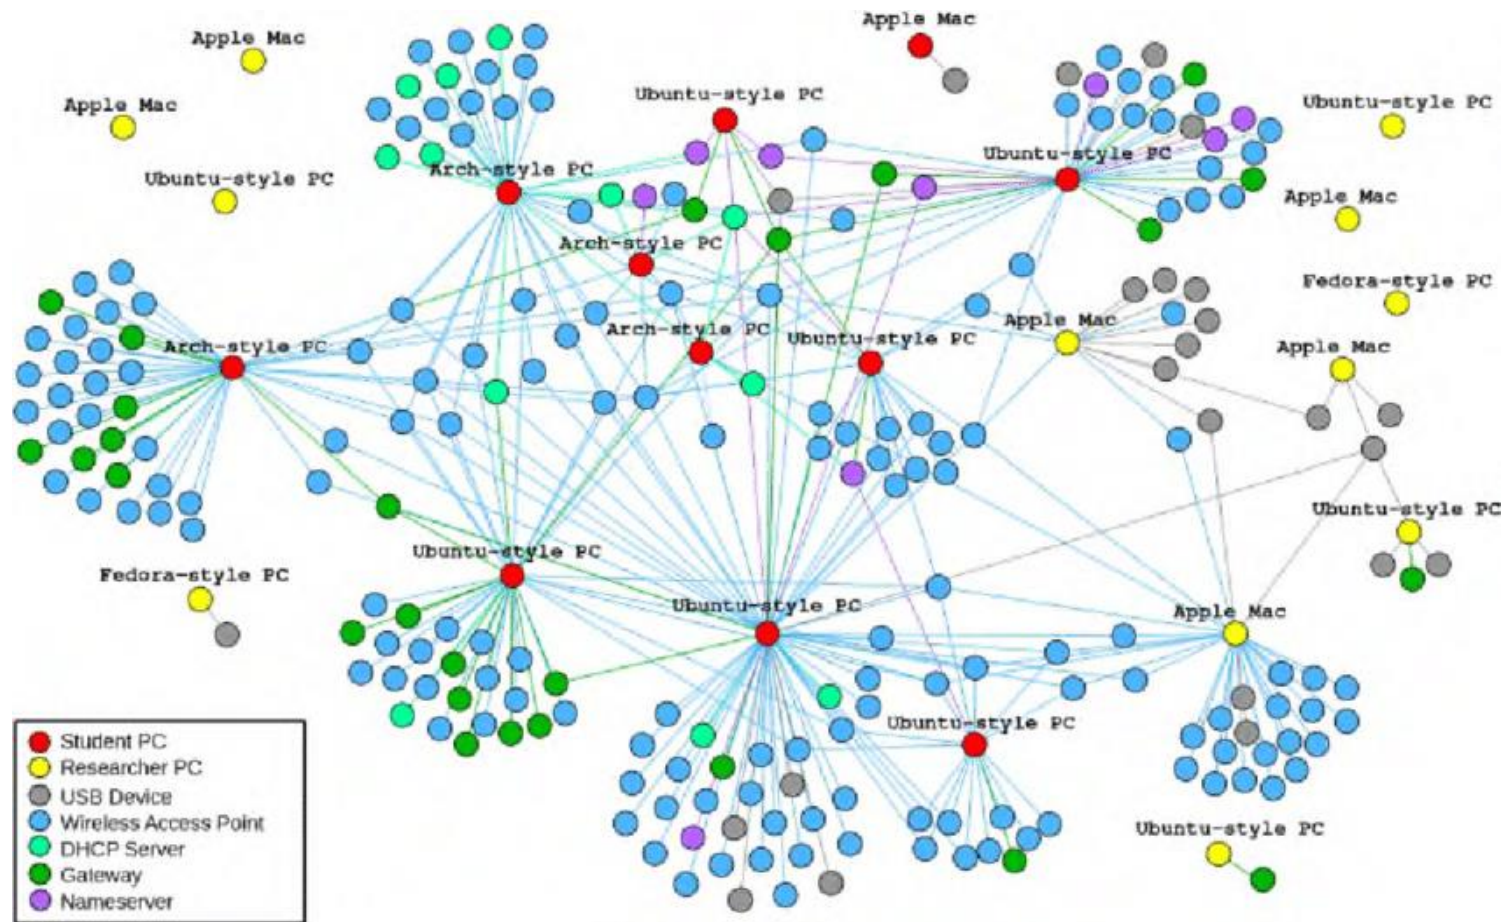 Apple Mac
Apple Mac
Apple Mac
Ubuntu-style PC
Ubuntu-style PC
Apple Mac
Ubuntu-style PC
Arch-style PC
Ubuntu-style PC
Apple Mac
Arch-style PC
Fedora-style PC
Apple Mac
Arch-style PC
Ubuntu-style PC
Arch-style PC
Apple Mac
Ubuntu-style PC
Ubuntu-style PC
Fedora-style PC
Ubuntu-style PC
Apple Mac
Ubuntu-style PC
Ubuntu-style PC
Student PC
Researcher PC
USB Device
Wireless Access Point
DHCP Server
Gateway
Nameserver